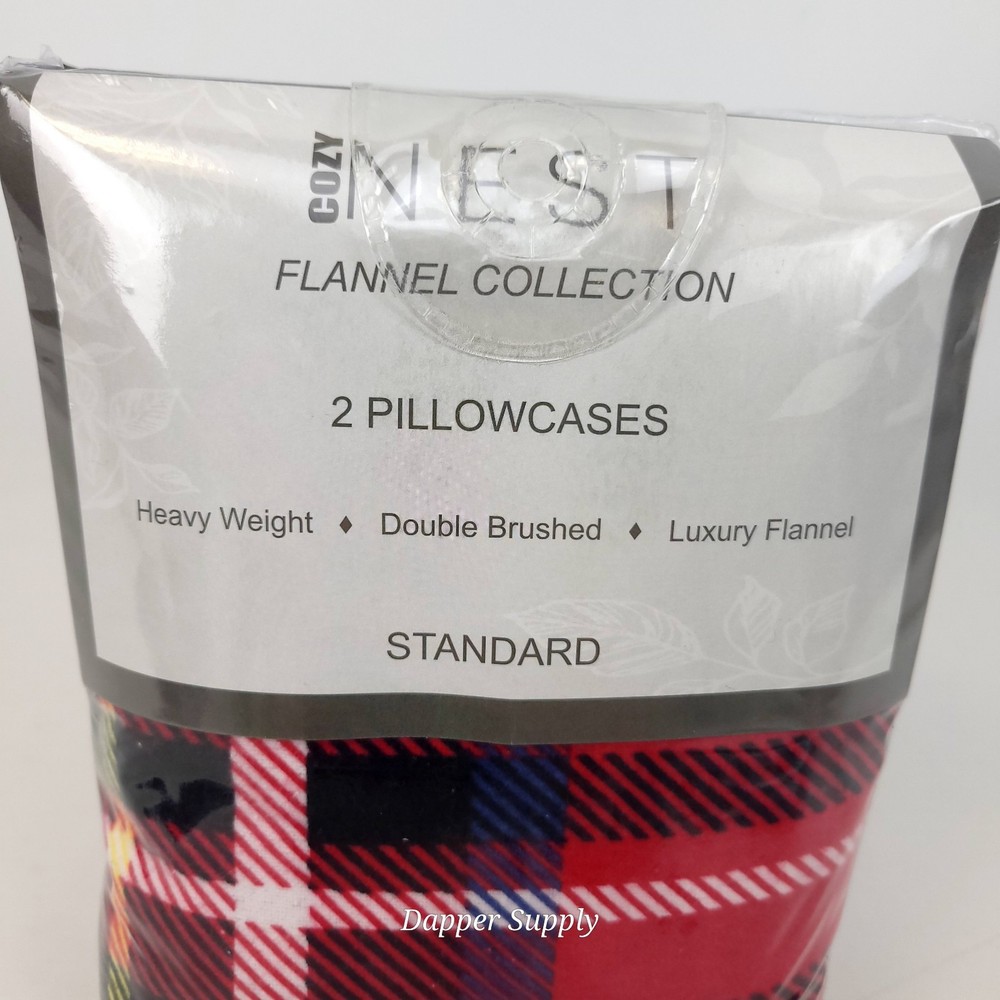 COZY NEST
FLANNEL COLLECTION
2 PILLOWCASES
Heavy Weight ♦ Double Brushed ♦ Luxury Flannel
STANDARD
Dapper Supply